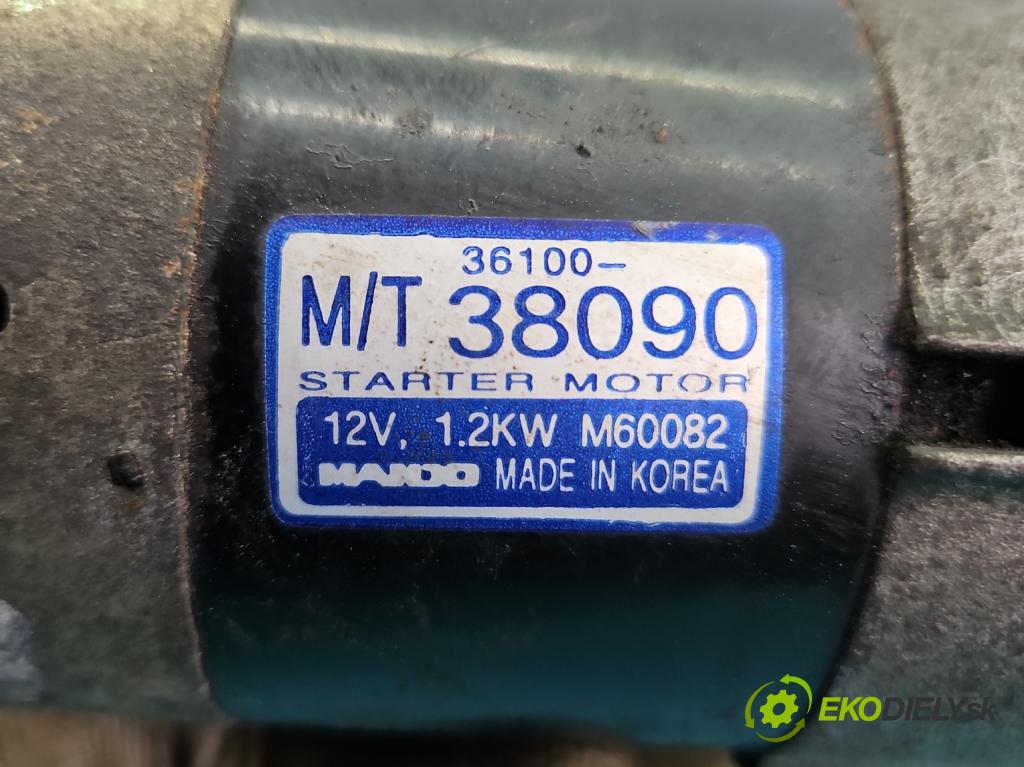 36100-
M/T 38090
STARTER MOTOR
12V, 1.2KW M60082
MANDO MADE IN KOREA
EKODIELY.sk